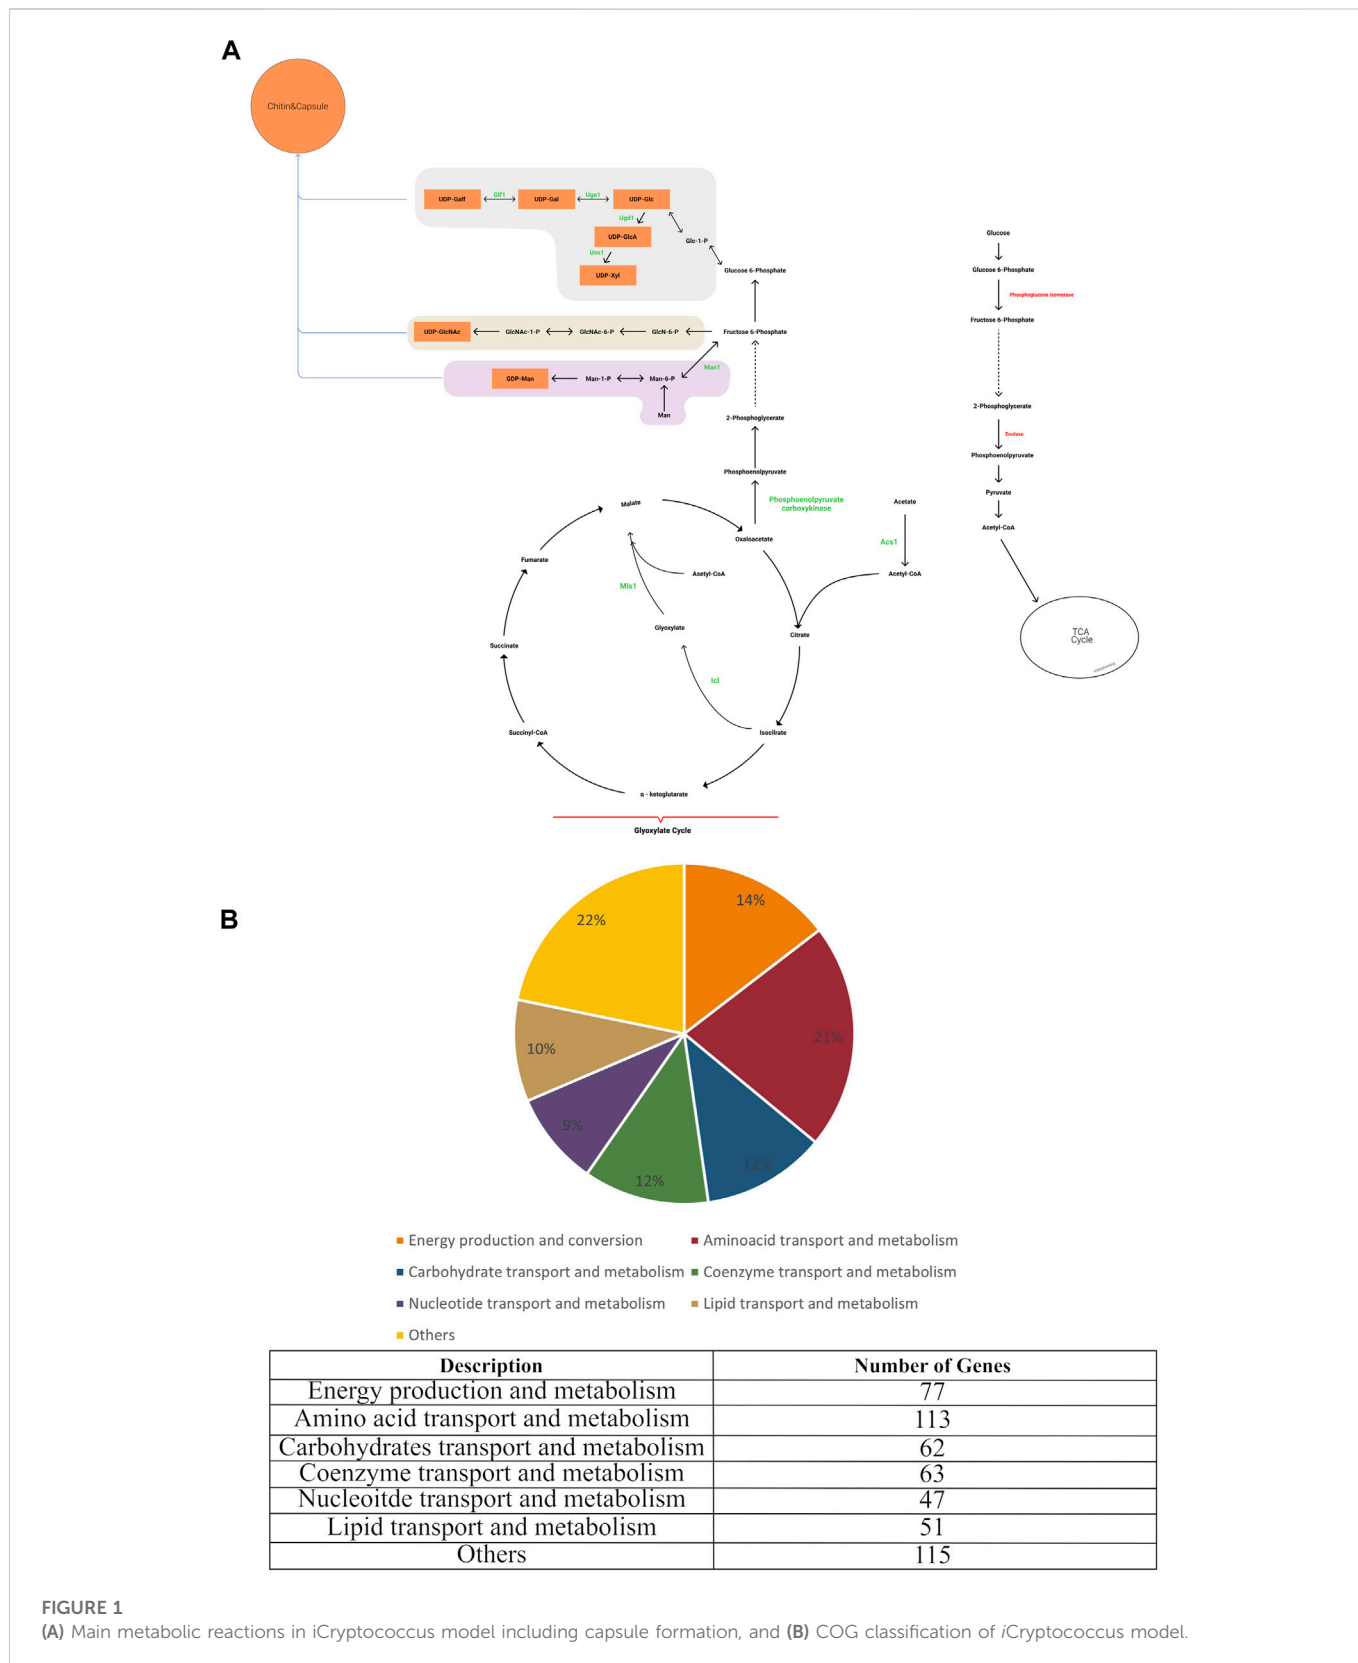 A
Chitin&Capsule
UDP-Galf
Glf1
UDP-Gal
Uge1
UDP-Glc
Ugd1
UDP-GlcA
Glc-1-P
Uxs1
UDP-Xyl
Glucose 6-Phosphate
UDP-GlcNAc
GlcNAc-1-P
GlcNAc-6-P
GlcN-6-P
Fructose 6-Phosphate
GDP-Man
Man-1-P
Man-6-P
Man1
Man
2-Phosphoglycerate
Phosphoenolpyruvate
Phosphoenolpyruvate
carboxykinase
Malate
Oxaloacetate
Acetate
Acs1
Acetyl-CoA
Fumarate
Asetyl-CoA
Mls1
Glyoxylate
Citrate
Succinate
Icl
Succinyl-CoA
Isocilrate
α - ketoglutarate
Glyoxylate Cycle
Glucose
Glucose 6-Phosphate
Phosphoglucose isomerase
Fructose 6-Phosphate
2-Phosphoglycerate
Enolase
Phosphoenolpyruvate
Pyruvate
Acetyl-CoA
TCA
Cycle
B
14%
22%
21%
10%
9%
12%
12%
Energy production and conversion
Aminoacid transport and metabolism
Carbohydrate transport and metabolism
Coenzyme transport and metabolism
Nucleotide transport and metabolism
Lipid transport and metabolism
Others
Description Number of Genes
Energy production and metabolism 77
Amino acid transport and metabolism 113
Carbohydrates transport and metabolism 62
Coenzyme transport and metabolism 63
Nucleoitde transport and metabolism 47
Lipid transport and metabolism 51
Others 115
FIGURE 1
(A) Main metabolic reactions in iCryptococcus model including capsule formation, and (B) COG classification of iCryptococcus model.